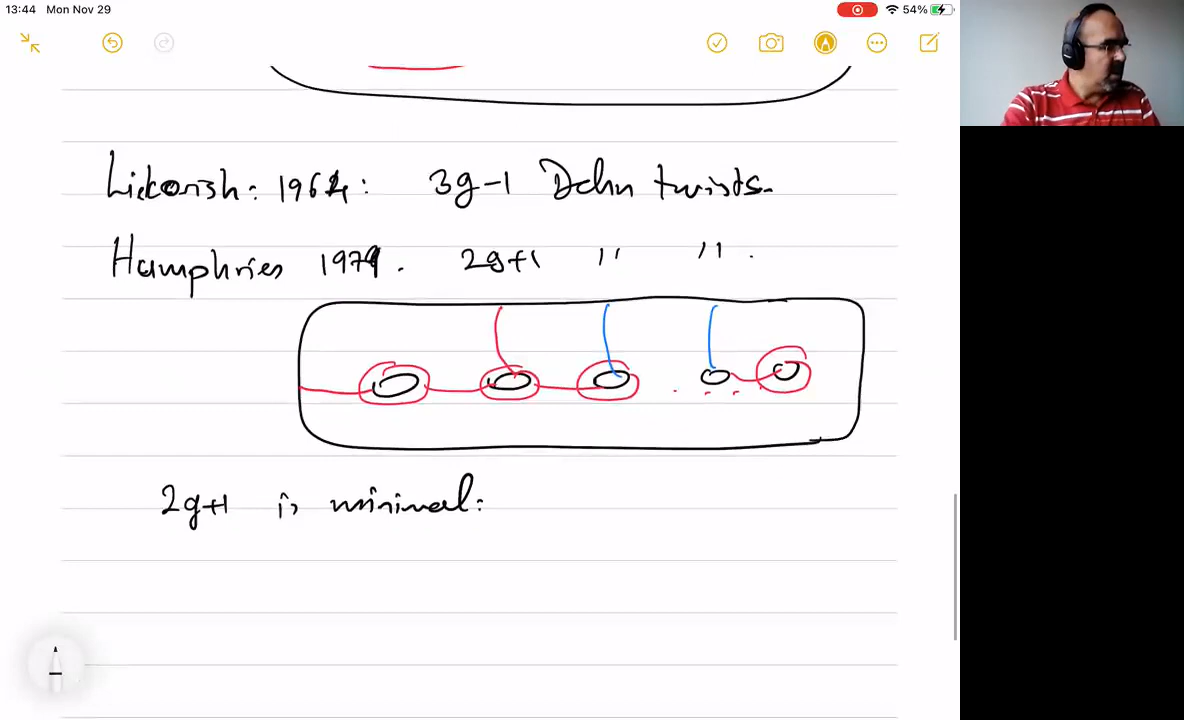 13:44 Mon Nov 29 54%
Lickorish: 1964: 3g-1 Dehn twists.
Humphries 1979. 2g+1 " " .
2g+1 is minimal: